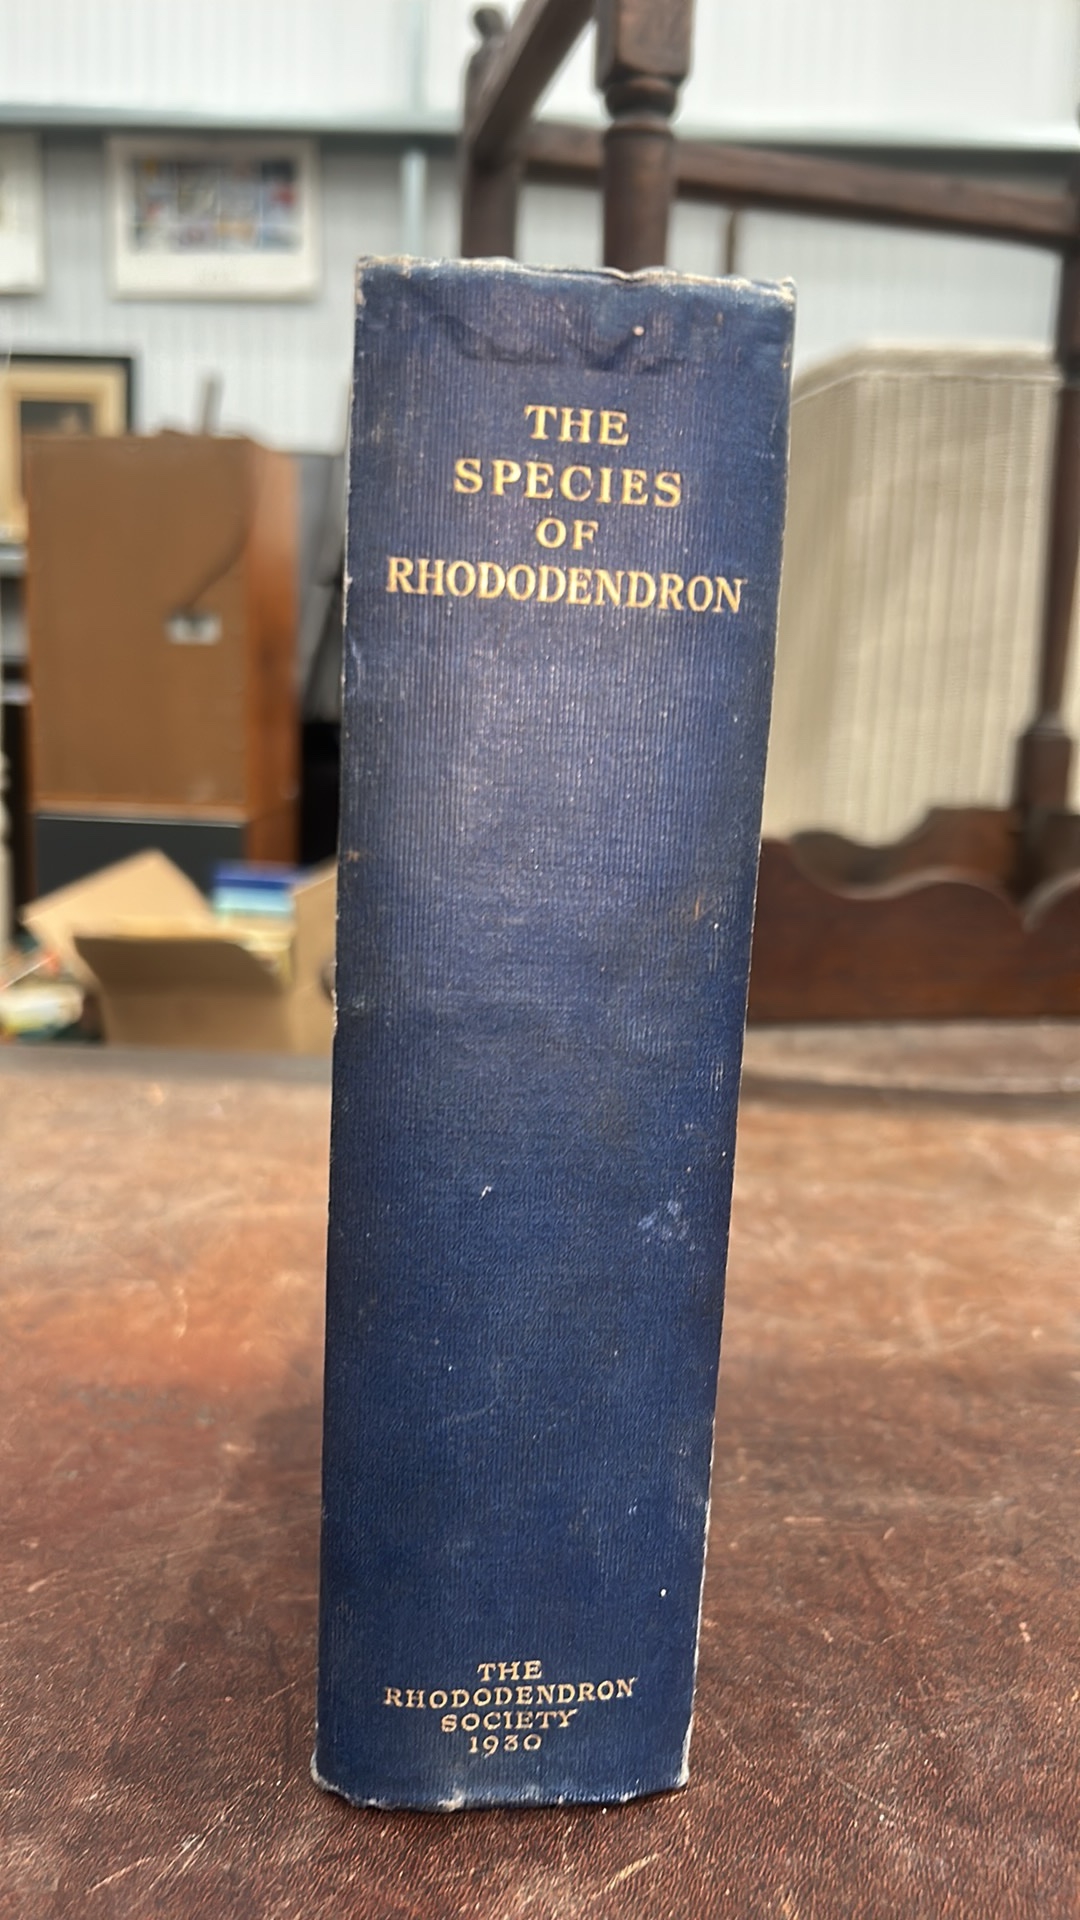 THE
SPECIES
OF
RHODODENDRON
THE
RHODODENDRON
SOCIETY
1930